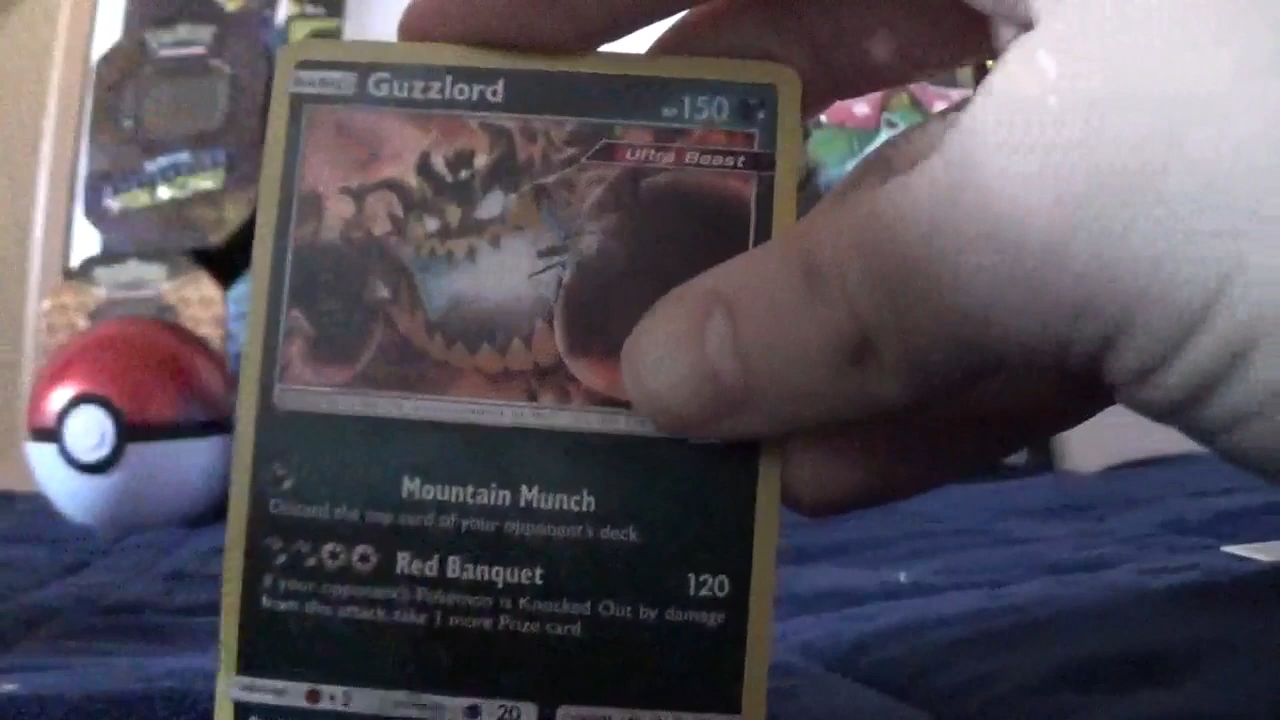 Guzzlord
150
Ultra Beast
Mountain Munch
Discard the top card of your opponent's deck
Red Banquet 120
If your opponent's Pokémon is Knocked Out by damage
from this attack, take 1 more Prize card
20